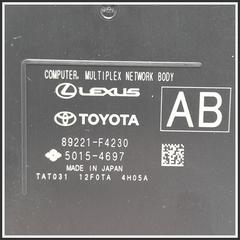 COMPUTER, MULTIPLEX NETWORK BODY
LEXUS
TOYOTA
AB
89221-F4230
5015-4697
MADE IN JAPAN
TAT031 12F0TA 4H05A